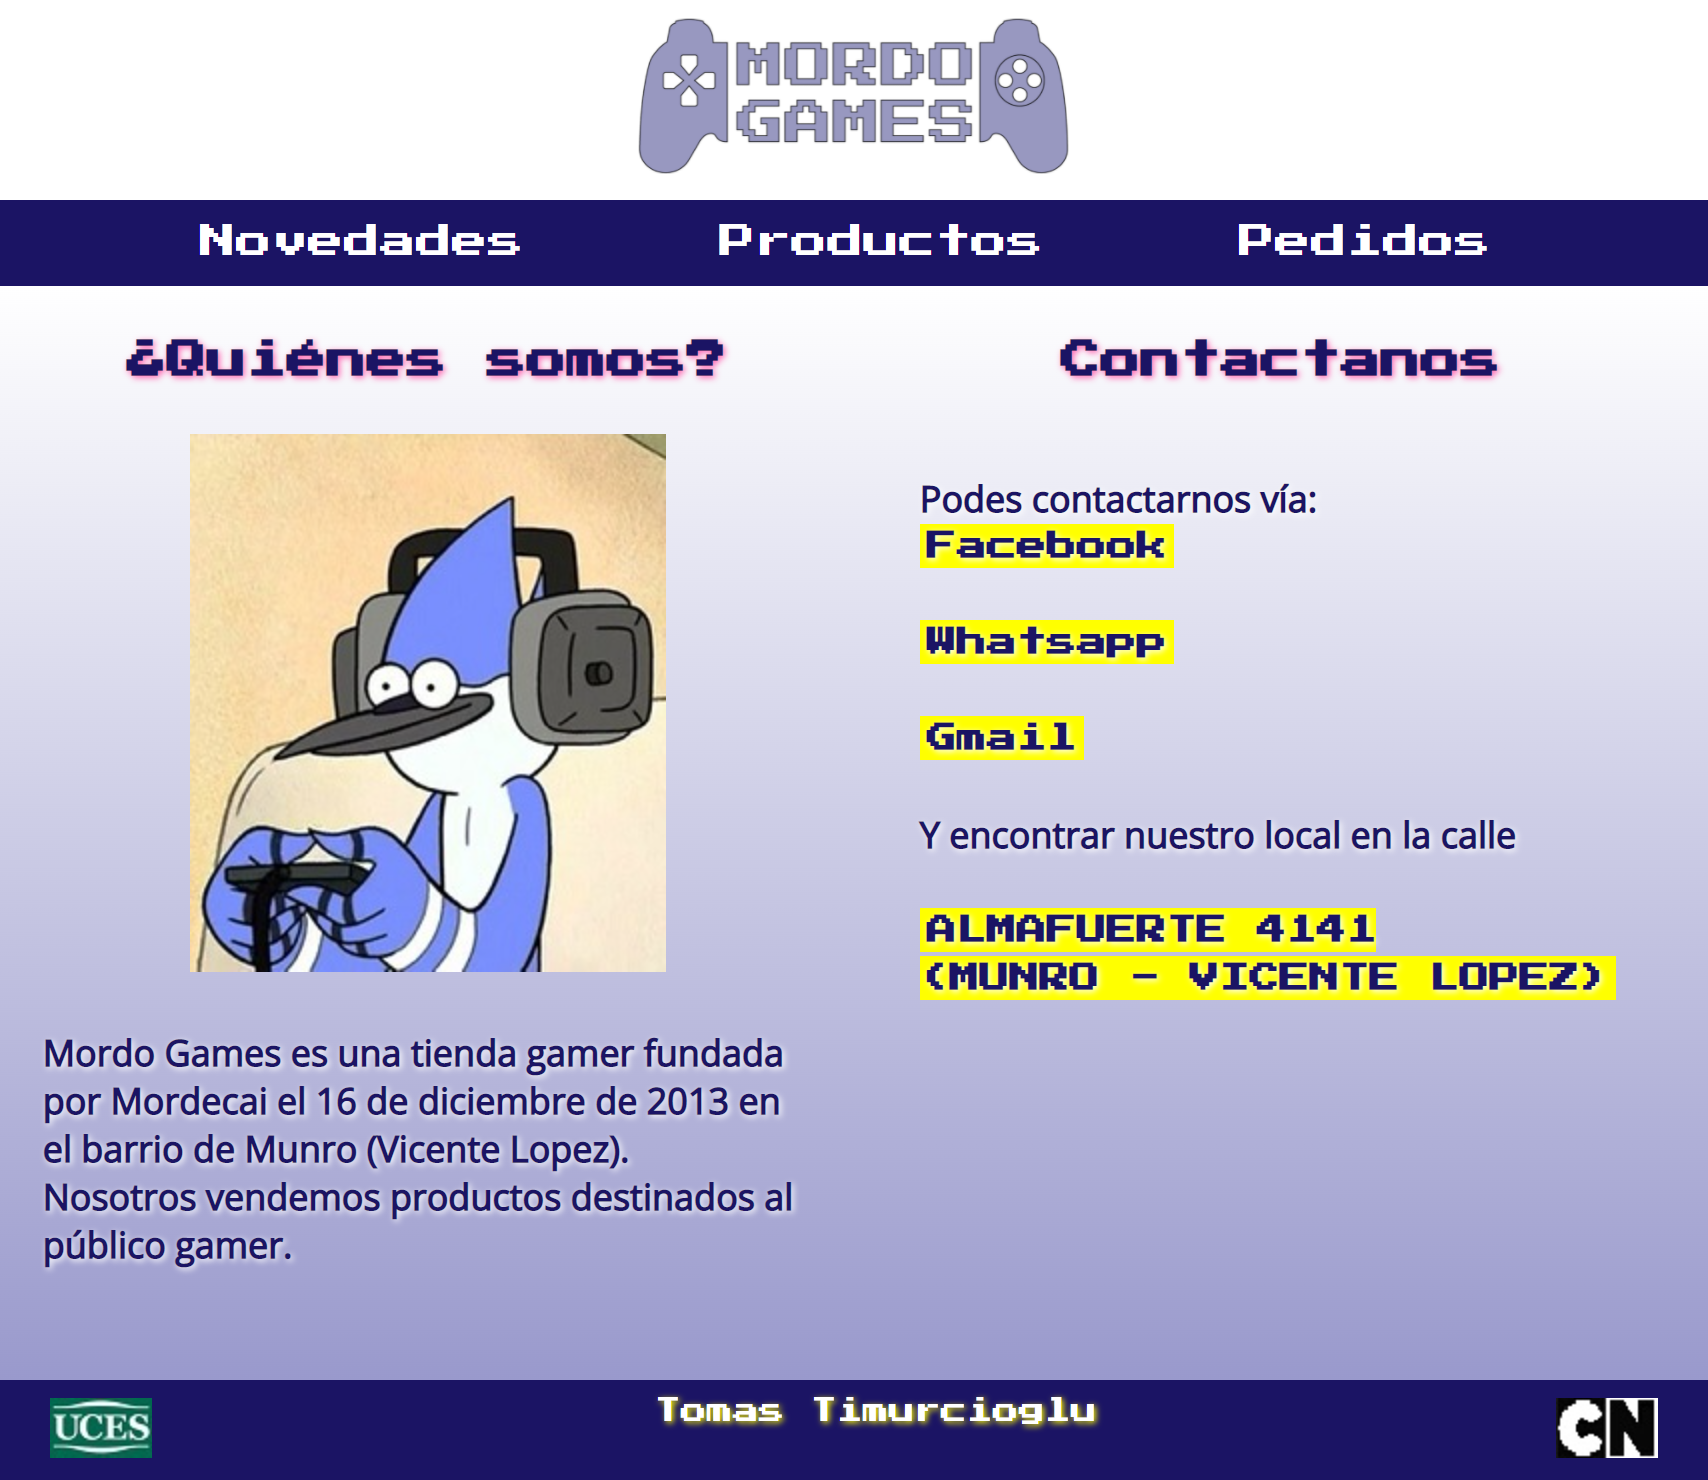 MORDO
GAMES
Novedades Productos Pedidos
¿Quiénes somos?
Mordo Games es una tienda gamer fundada
por Mordecai el 16 de diciembre de 2013 en
el barrio de Munro (Vicente Lopez).
Nosotros vendemos productos destinados al
público gamer.
Contactanos
Podes contactarnos vía:
Facebook
Whatsapp
Gmail
Y encontrar nuestro local en la calle
ALMAFUERTE 4141
(MUNRO - VICENTE LOPEZ)
UCES
Tomas Timurcioglu
CN